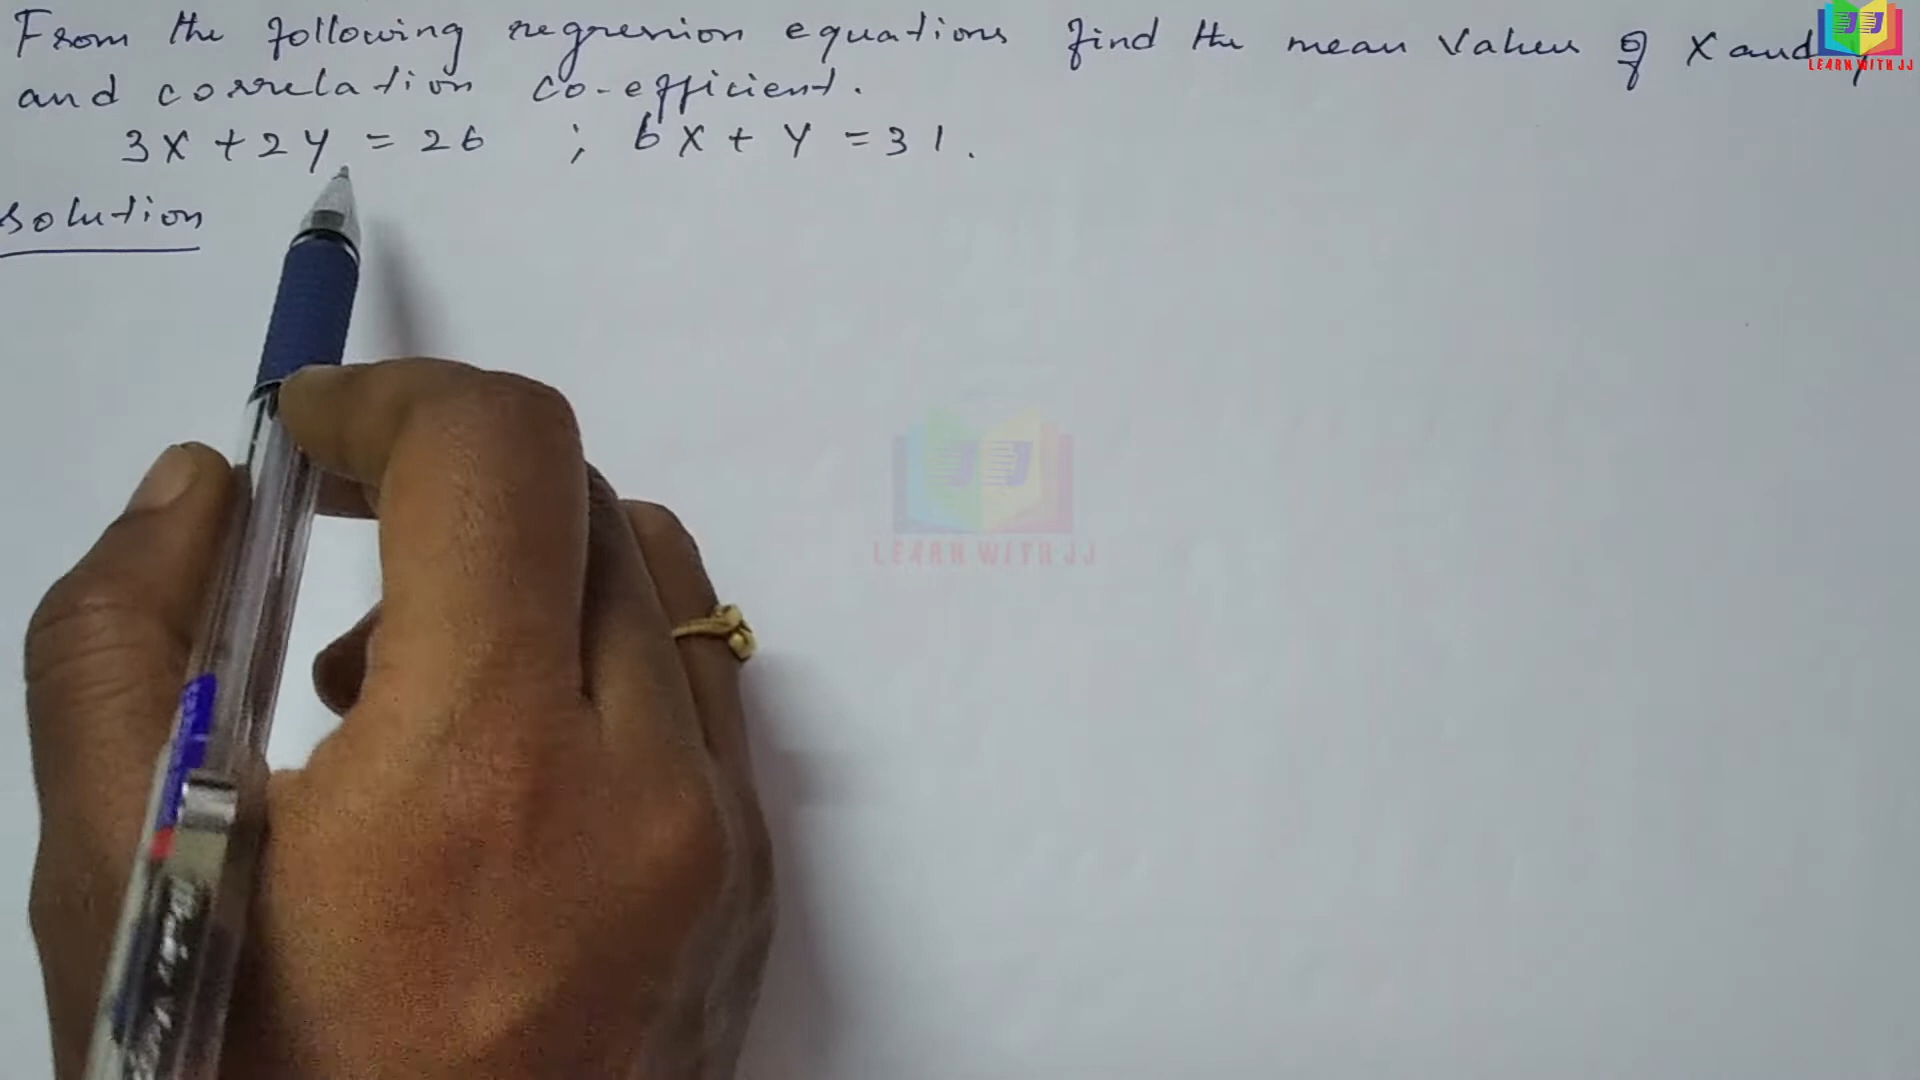 From the following regression equations find the mean values of X and Y
and correlation co-efficient.
3X + 2Y = 26 ; 6X + Y = 31.
Solution
LEARN WITH JJ
JJ
LEARN WITH JJ